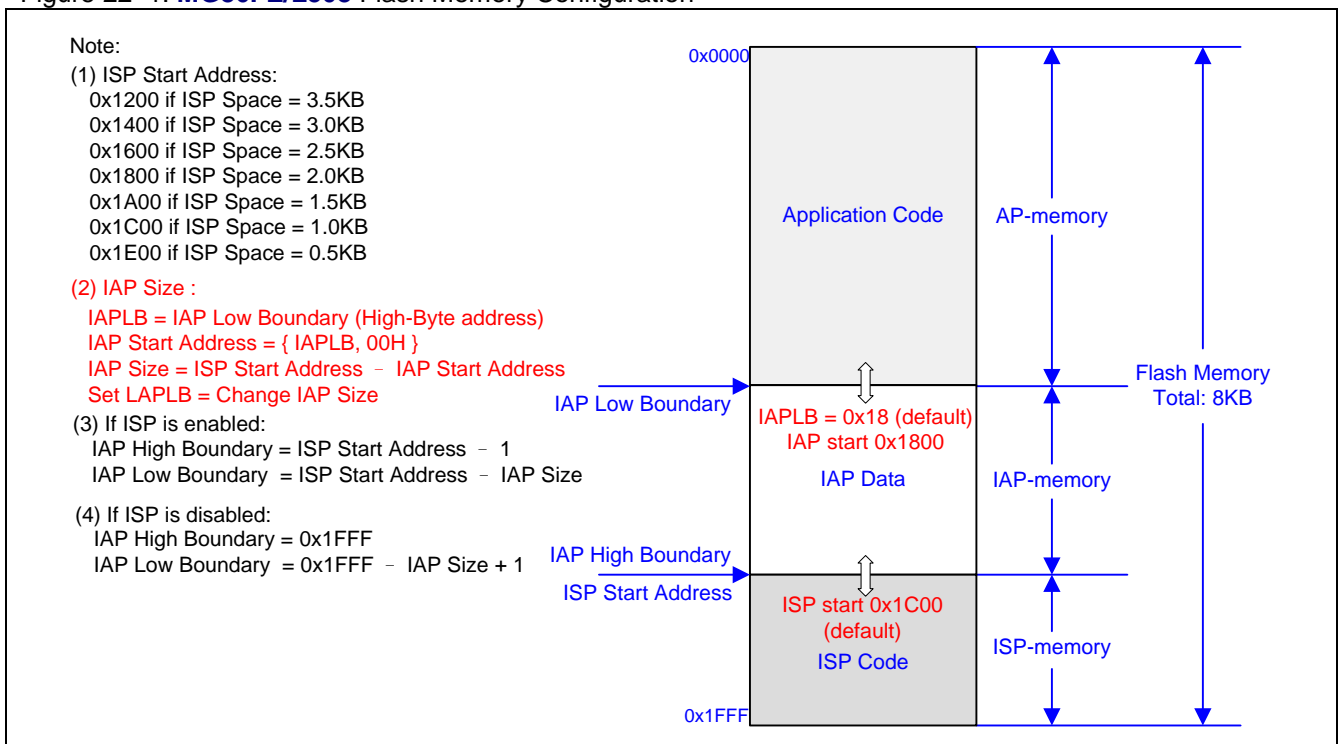 Note:
(1) ISP Start Address:
0x1200 if ISP Space = 3.5KB
0x1400 if ISP Space = 3.0KB
0x1600 if ISP Space = 2.5KB
0x1800 if ISP Space = 2.0KB
0x1A00 if ISP Space = 1.5KB
0x1C00 if ISP Space = 1.0KB
0x1E00 if ISP Space = 0.5KB
(2) IAP Size :
IAPLB = IAP Low Boundary (High-Byte address)
IAP Start Address = { IAPLB, 00H }
IAP Size = ISP Start Address – IAP Start Address
Set LAPLB = Change IAP Size
(3) If ISP is enabled:
IAP High Boundary = ISP Start Address – 1
IAP Low Boundary = ISP Start Address – IAP Size
(4) If ISP is disabled:
IAP High Boundary = 0x1FFF
IAP Low Boundary = 0x1FFF – IAP Size + 1
0x0000
Application Code
AP-memory
Flash Memory
Total: 8KB
IAP Low Boundary
IAPLB = 0x18 (default)
IAP start 0x1800
IAP Data
IAP-memory
IAP High Boundary
ISP Start Address
ISP start 0x1C00
(default)
ISP Code
ISP-memory
0x1FFF